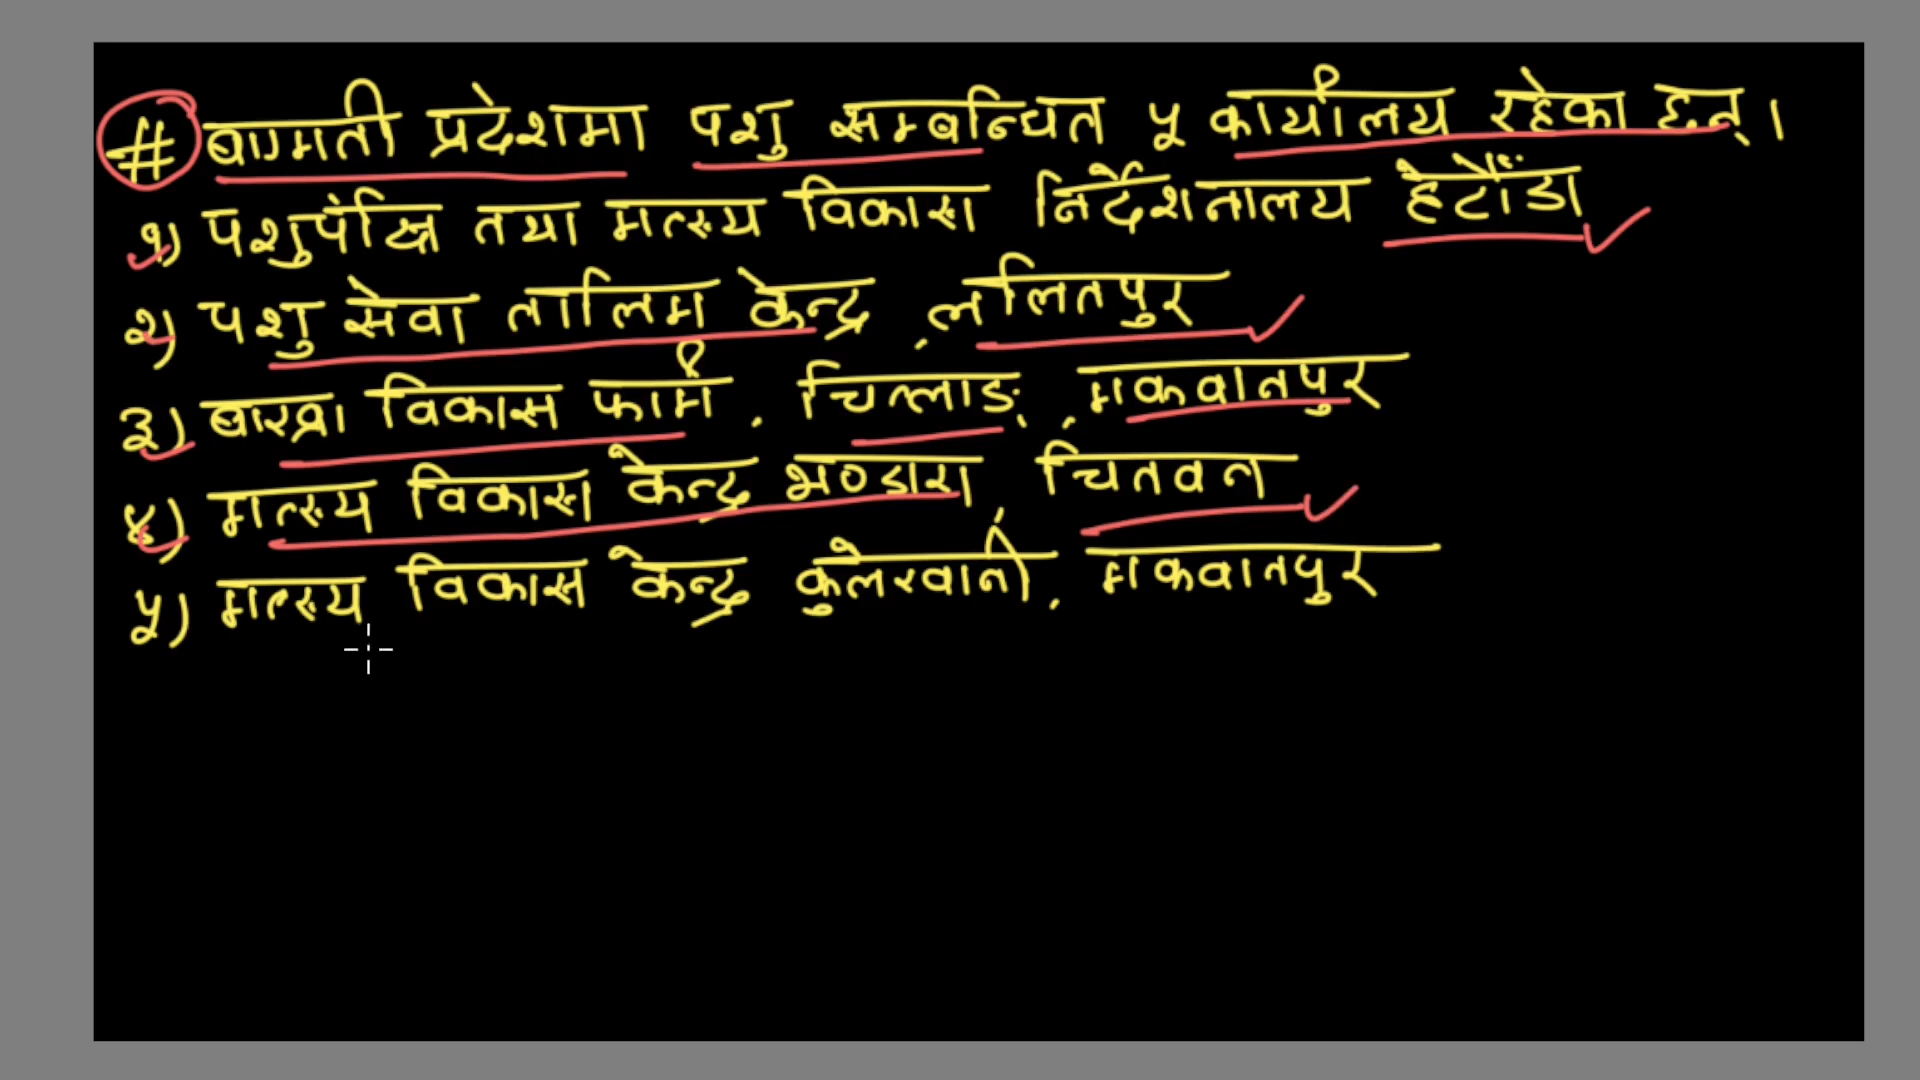 # बागमती प्रदेशमा पशु सम्बन्धित ५ कार्यालय रहेका छन् ।
१) पशुपंक्षि तथा मत्स्य विकास निर्देशनालय हेटौंडा
२) पशु सेवा तालिम केन्द्र, ललितपुर
३) बाख्रा विकास फार्म, चित्लाङ, मकवानपुर
४) मत्स्य विकास केन्द्र भण्डारा, चितवन
५) मत्स्य विकास केन्द्र कुलेखानी, मकवानपुर